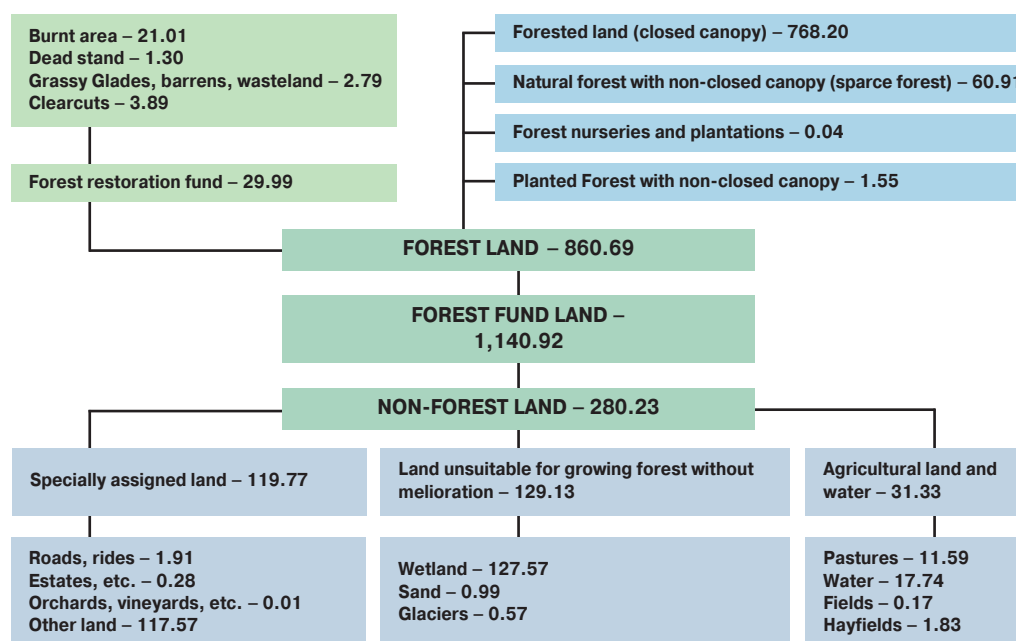 Burnt area – 21.01
Dead stand – 1.30
Grassy Glades, barrens, wasteland – 2.79
Clearcuts – 3.89
Forest restoration fund – 29.99
Forested land (closed canopy) – 768.20
Natural forest with non-closed canopy (sparce forest) – 60.91
Forest nurseries and plantations – 0.04
Planted Forest with non-closed canopy – 1.55
FOREST LAND – 860.69
FOREST FUND LAND –
1,140.92
NON-FOREST LAND – 280.23
Specially assigned land – 119.77
Land unsuitable for growing forest without
melioration – 129.13
Agricultural land and
water – 31.33
Roads, rides – 1.91
Estates, etc. – 0.28
Orchards, vineyards, etc. – 0.01
Other land – 117.57
Wetland – 127.57
Sand – 0.99
Glaciers – 0.57
Pastures – 11.59
Water – 17.74
Fields – 0.17
Hayfields – 1.83